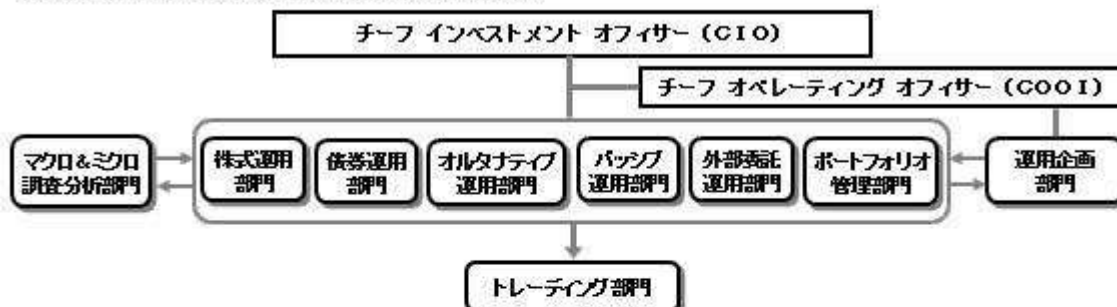 チーフ インベストメント オフィサー (CIO)
チーフ オペレーティング オフィサー (COOI)
マクロ&ミクロ
調査分析部門
株式運用
部門
債券運用
部門
オルタナティブ
運用部門
パッシブ
運用部門
外部委託
運用部門
ポートフォリオ
管理部門
運用企画
部門
トレーディング部門